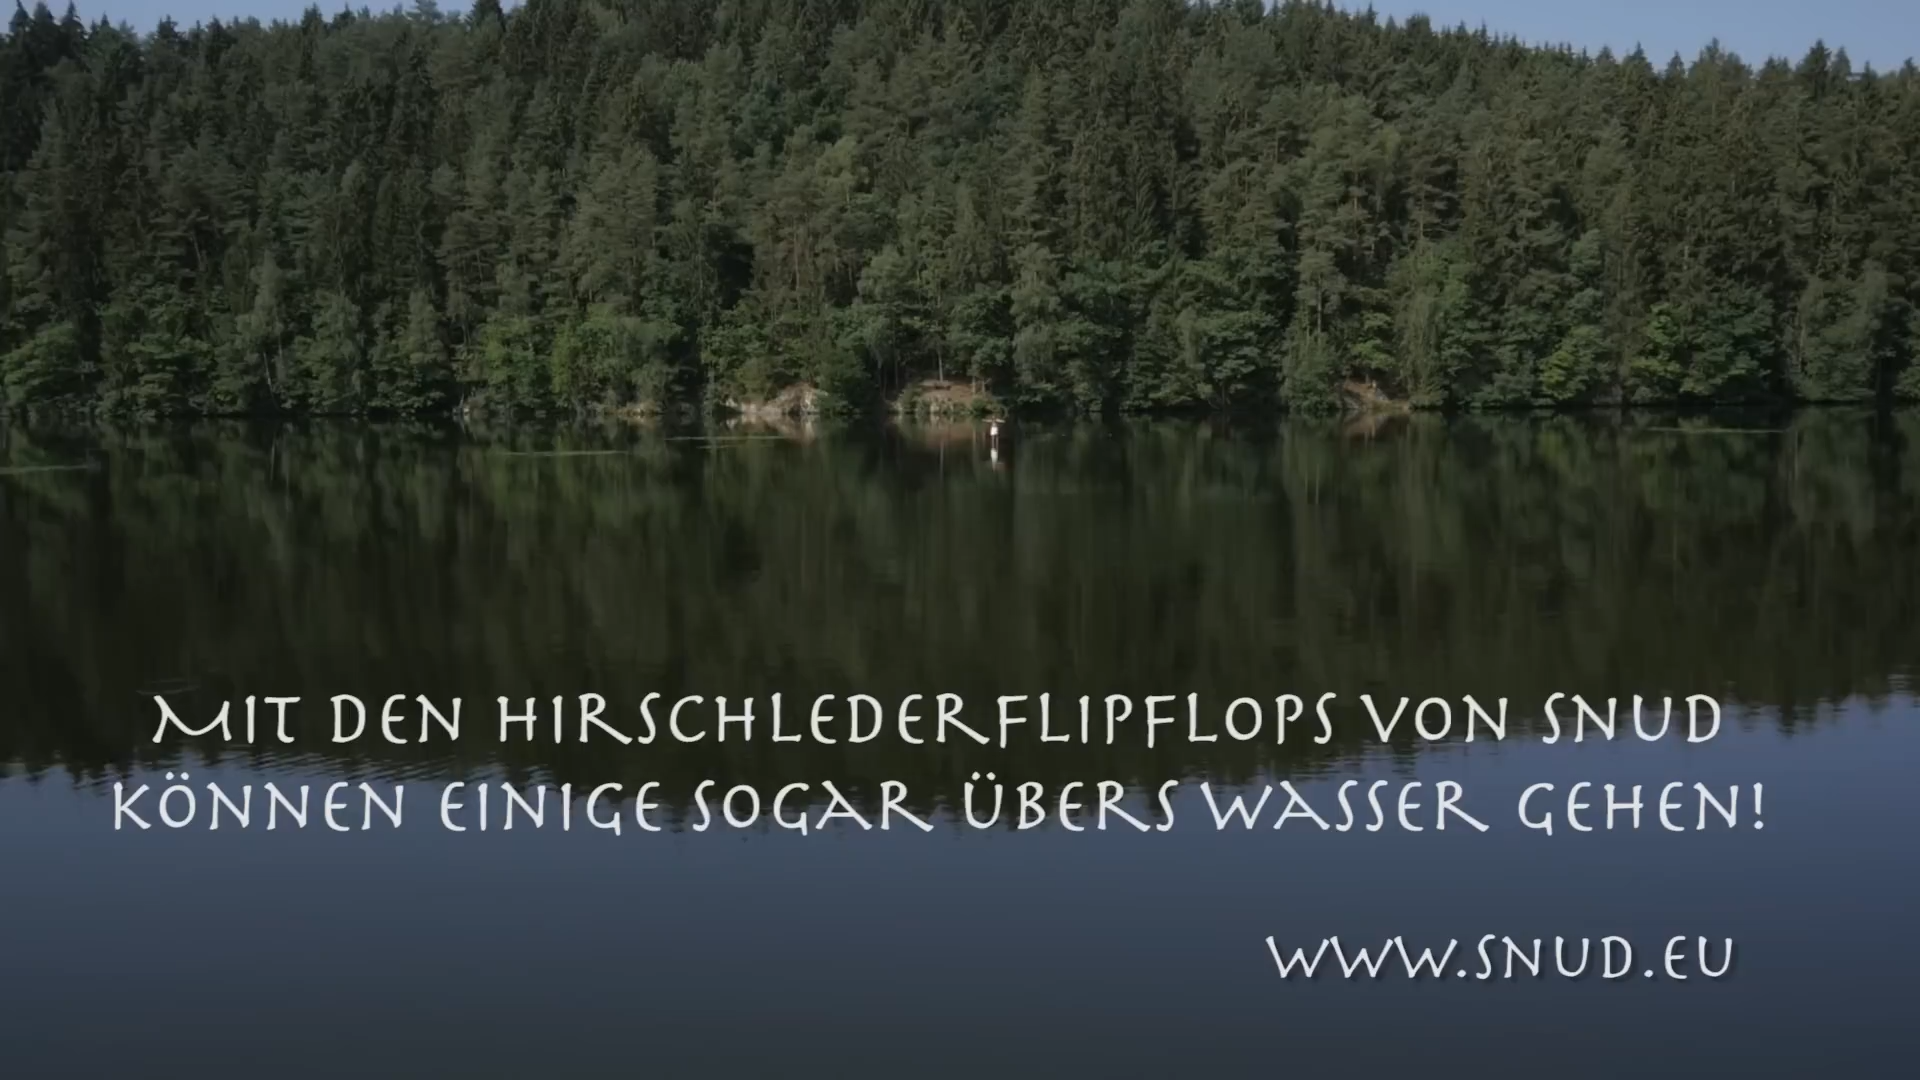 Mit den Hirschlederflipflops von SNUD
können einige sogar übers Wasser gehen!
www.snud.eu